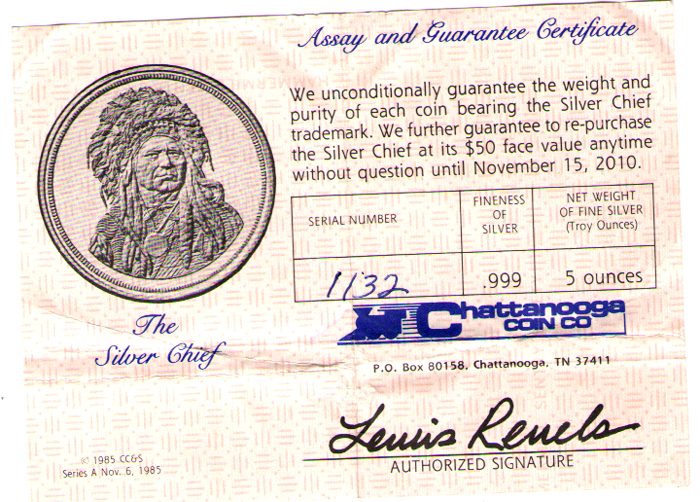 Assay and Guarantee Certificate
We unconditionally guarantee the weight and
purity of each coin bearing the Silver Chief
trademark. We further guarantee to re-purchase
the Silver Chief at its $50 face value anytime
without question until November 15, 2010.
SERIAL NUMBER
FINENESS
OF
SILVER
NET WEIGHT
OF FINE SILVER
(Troy Ounces)
1132
.999
5 ounces
The
Silver Chief
Chattanooga
COIN CO
P.O. Box 80158, Chattanooga, TN 37411
Lewis Revels
AUTHORIZED SIGNATURE
© 1985 CC&S
Series A Nov. 6, 1985